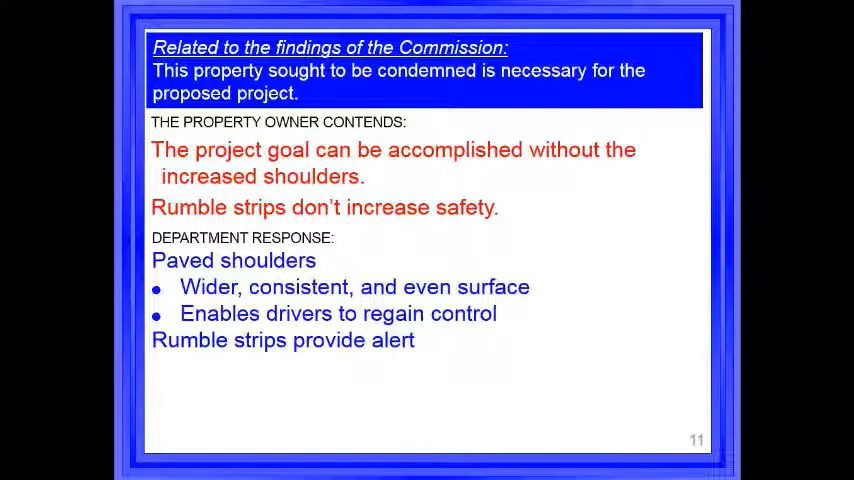 Related to the findings of the Commission:
This property sought to be condemned is necessary for the
proposed project.
THE PROPERTY OWNER CONTENDS:
The project goal can be accomplished without the
increased shoulders.
Rumble strips don’t increase safety.
DEPARTMENT RESPONSE:
Paved shoulders
● Wider, consistent, and even surface
● Enables drivers to regain control
Rumble strips provide alert
11